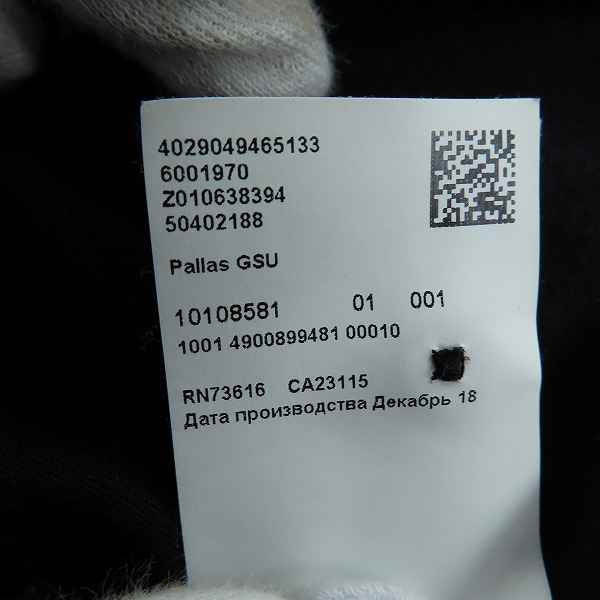 4029049465133
6001970
Z010638394
50402188
Pallas GSU
10108581 01 001
1001 4900899481 00010
RN73616 CA23115
Дата производства Декабрь 18